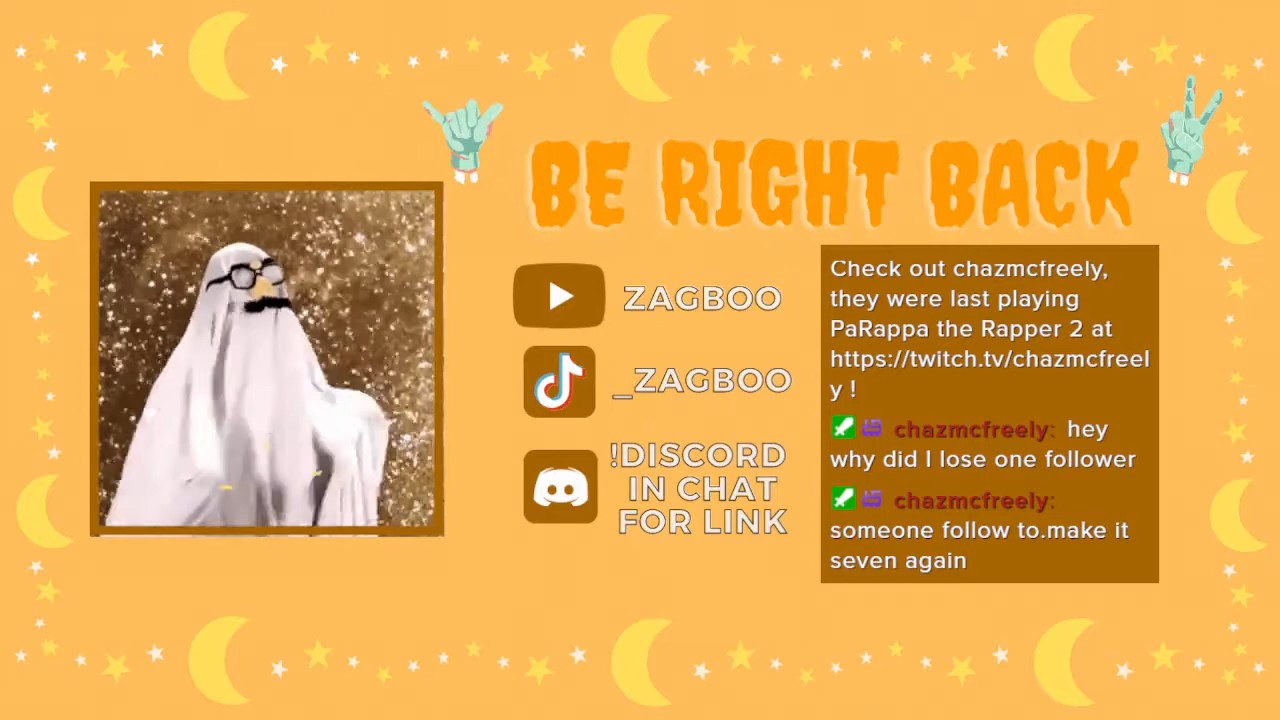 BE RIGHT BACK
ZAGBOO
_ZAGBOO
!DISCORD
IN CHAT
FOR LINK
Check out chazmcfreely,
they were last playing
PaRappa the Rapper 2 at
https://twitch.tv/chazmcfreel
y !
chazmcfreely: hey
why did I lose one follower
chazmcfreely:
someone follow to.make it
seven again